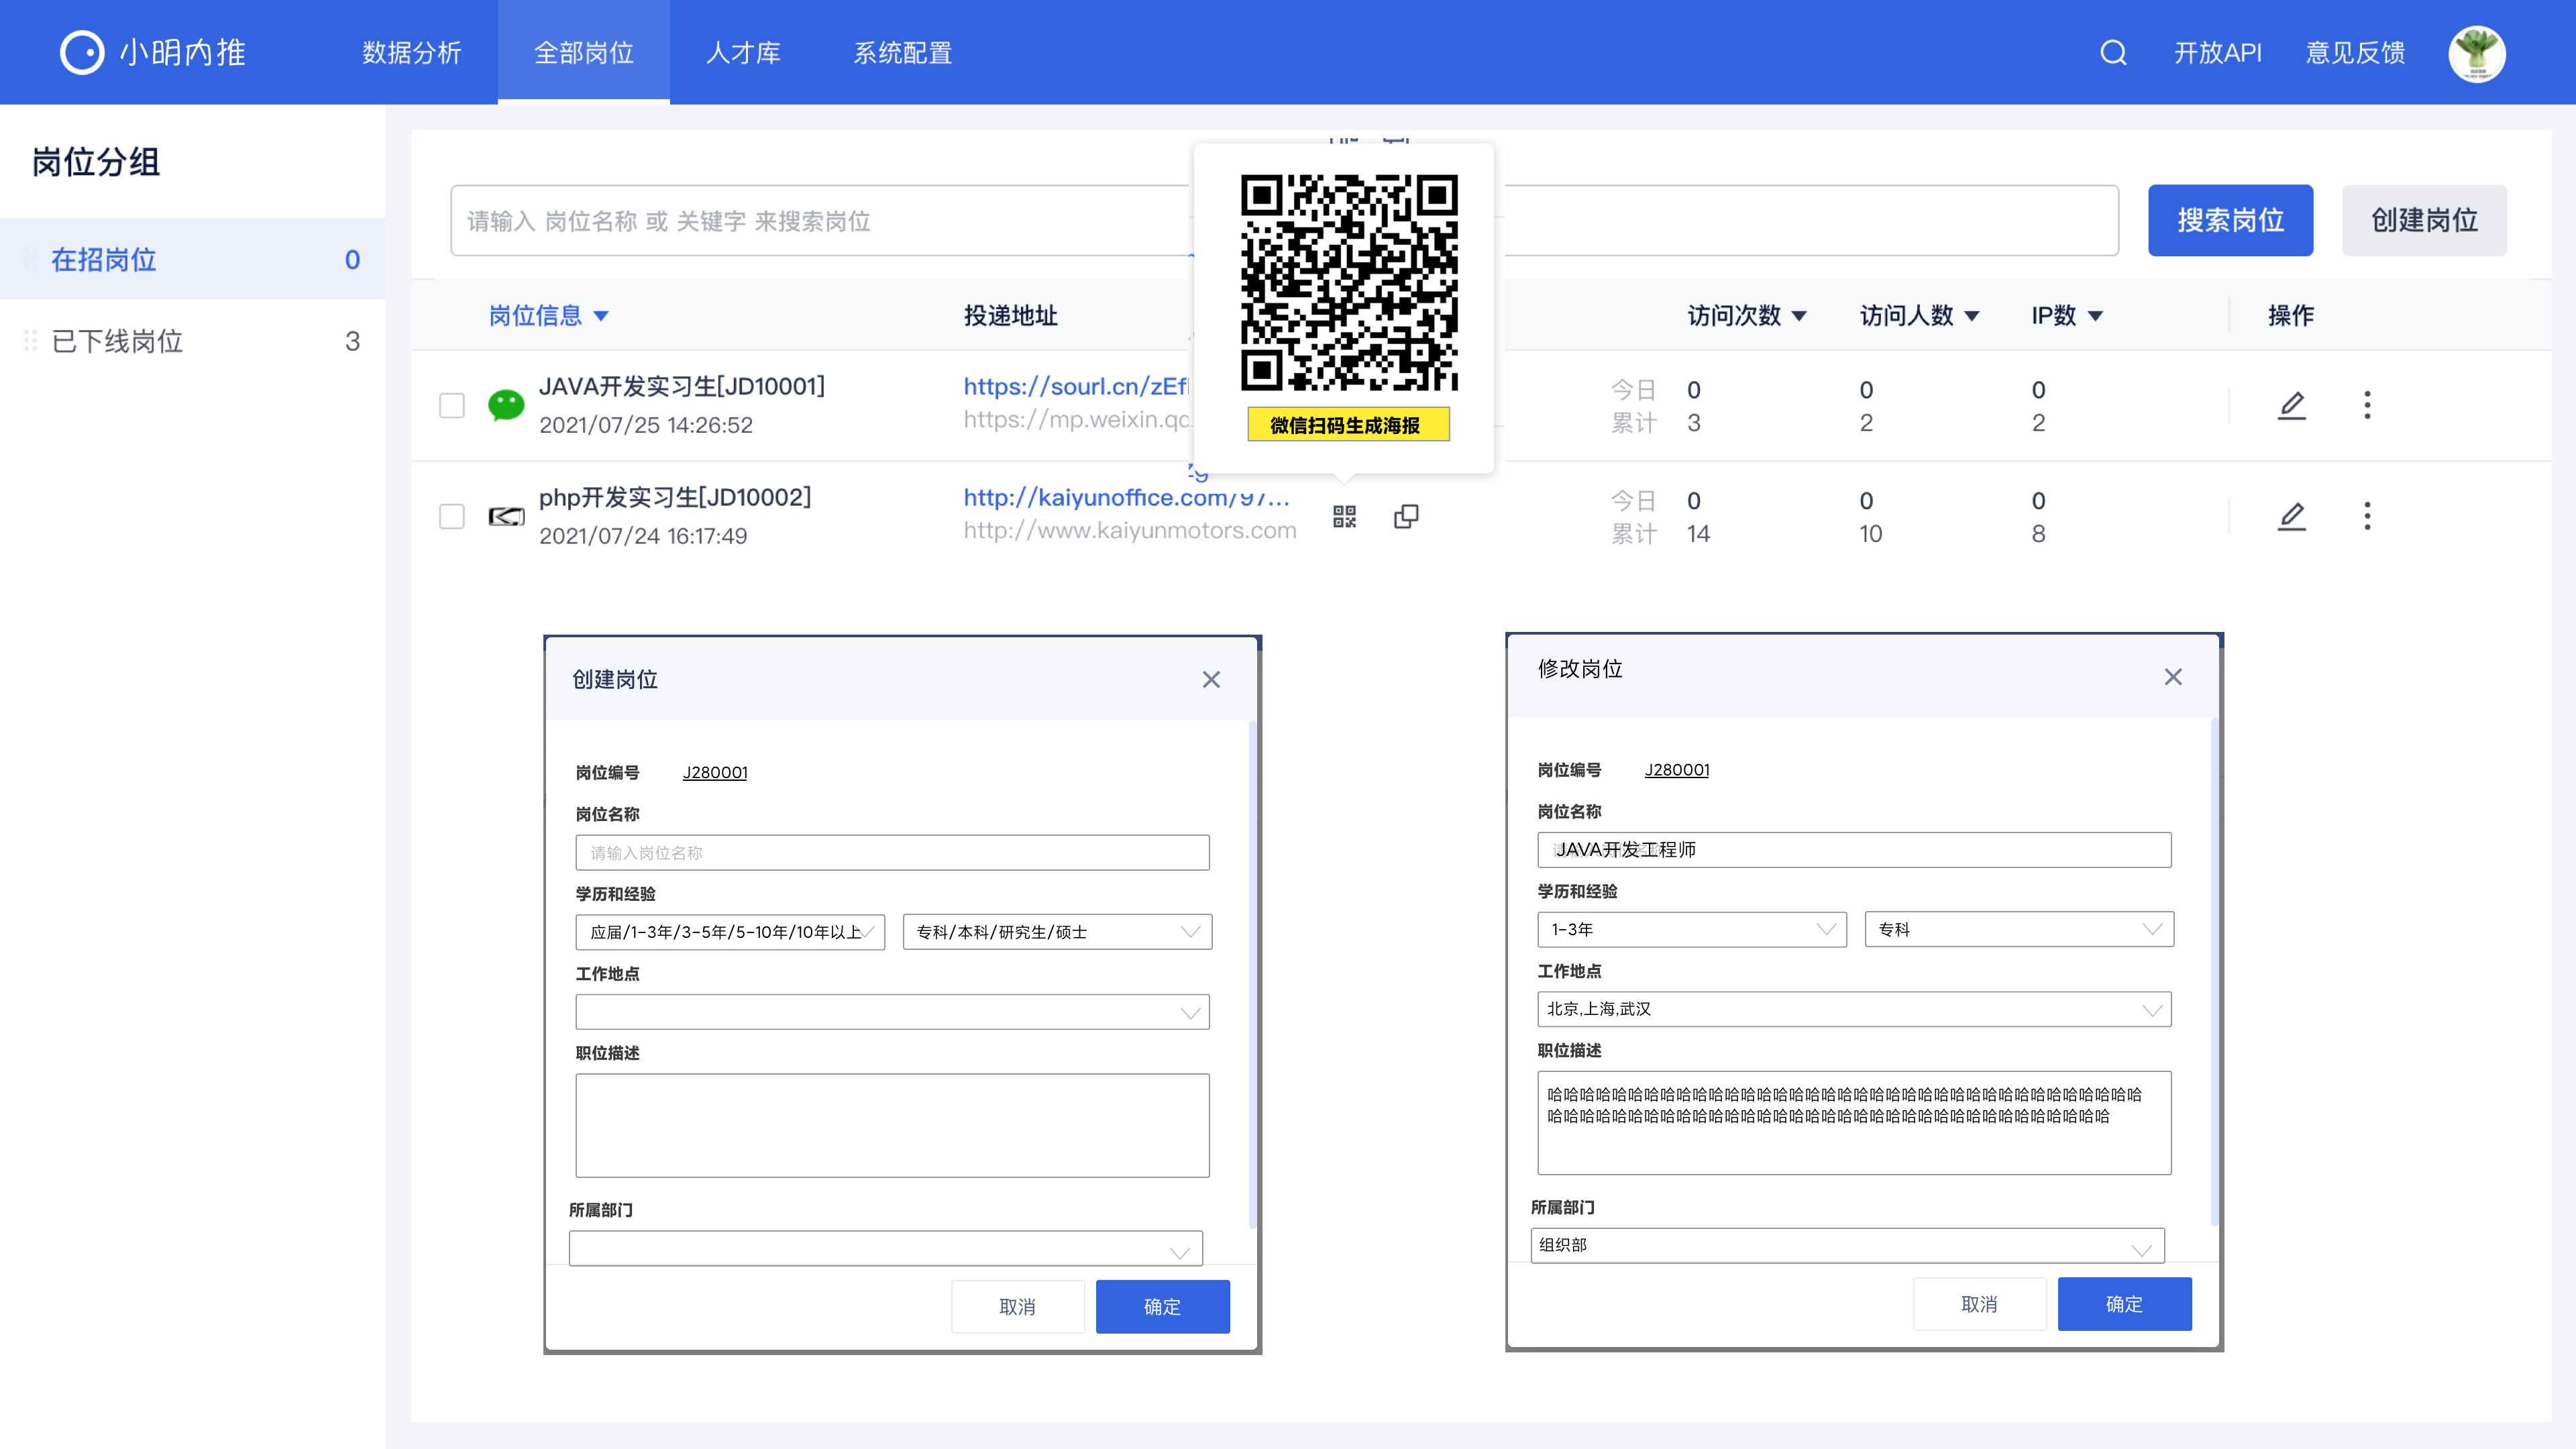 小明内推
数据分析
全部岗位
人才库
系统配置
开放API
意见反馈
岗位分组
在招岗位 0
已下线岗位 3
请输入 岗位名称 或 关键字 来搜索岗位
搜索岗位
创建岗位
微信扫码生成海报
岗位信息 投递地址 访问次数 访问人数 IP数 操作
JAVA开发实习生[JD10001]
2021/07/25 14:26:52
https://sourl.cn/zEf
https://mp.weixin.qq
今日 0 0 0
累计 3 2 2
php开发实习生[JD10002]
2021/07/24 16:17:49
http://kaiyunoffice.com/97...
http://www.kaiyunmotors.com
今日 0 0 0
累计 14 10 8
创建岗位
岗位编号 J280001
岗位名称
请输入岗位名称
学历和经验
应届/1-3年/3-5年/5-10年/10年以上
专科/本科/研究生/硕士
工作地点
职位描述
所属部门
取消
确定
修改岗位
岗位编号 J280001
岗位名称
JAVA开发工程师
学历和经验
1-3年
专科
工作地点
北京,上海,武汉
职位描述
哈哈哈哈哈哈哈哈哈哈哈哈哈哈哈哈哈哈哈哈哈哈哈哈哈哈哈哈哈哈哈哈哈哈哈哈哈
哈哈哈哈哈哈哈哈哈哈哈哈哈哈哈哈哈哈哈哈哈哈哈哈哈哈哈哈哈哈哈哈哈哈哈
所属部门
组织部
取消
确定